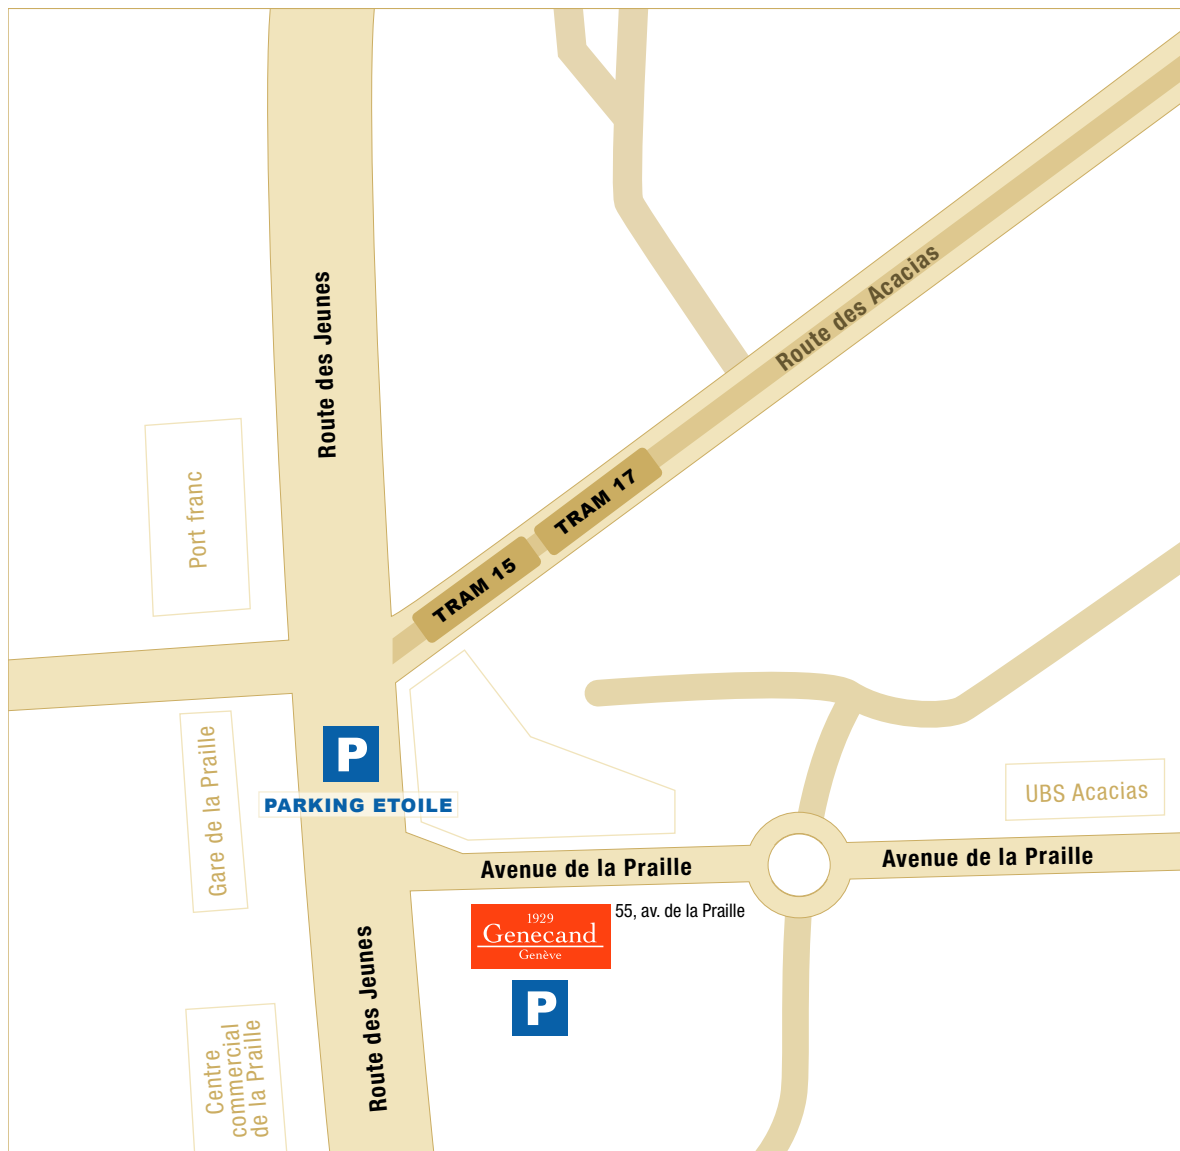 Route des Jeunes
Route des Acacias
Port franc
TRAM 17
TRAM 15
Gare de la Praille
P
PARKING ETOILE
UBS Acacias
Avenue de la Praille
Avenue de la Praille
55, av. de la Praille
1929
Genecand
Genève
P
Route des Jeunes
Centre
commercial
de la Praille